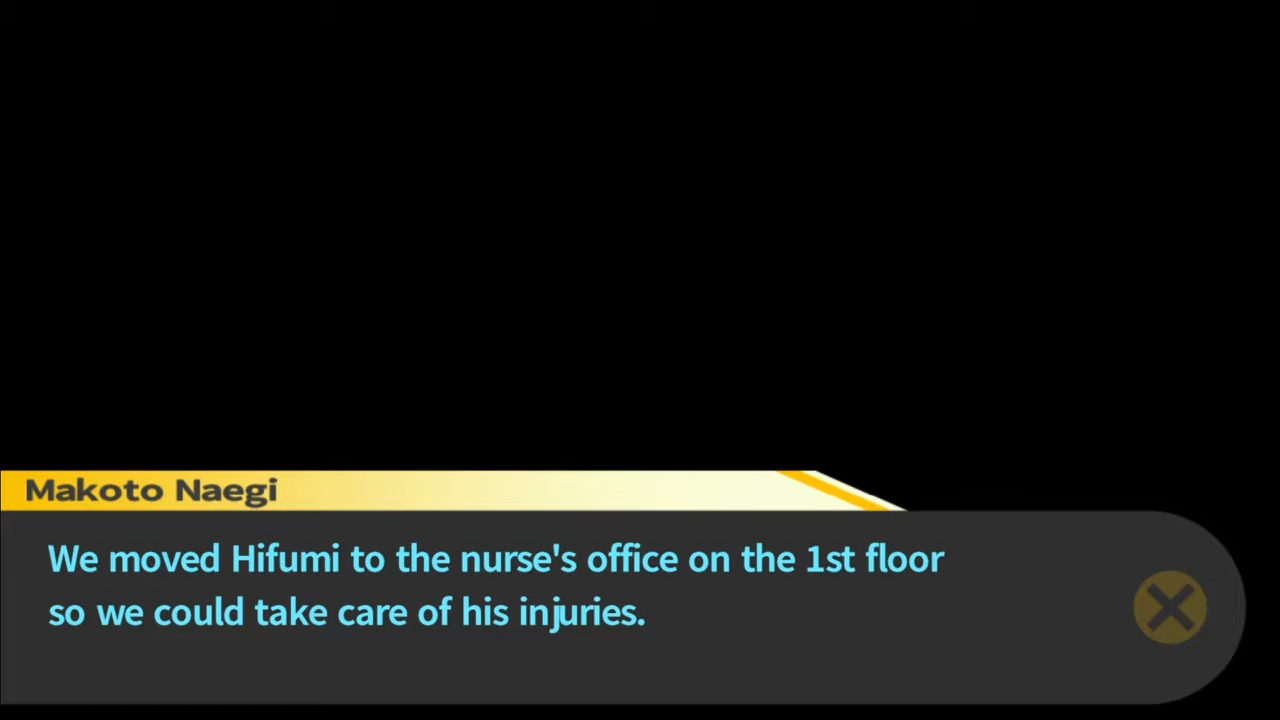 Makoto Naegi
We moved Hifumi to the nurse's office on the 1st floor
so we could take care of his injuries.